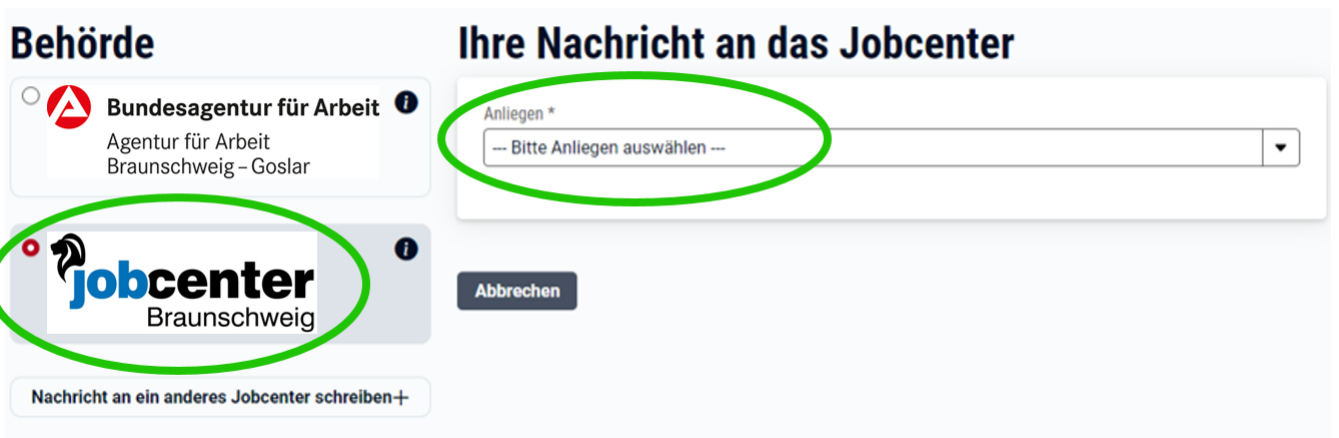 Behörde
Bundesagentur für Arbeit
Agentur für Arbeit
Braunschweig – Goslar
jobcenter
Braunschweig
Nachricht an ein anderes Jobcenter schreiben+
Ihre Nachricht an das Jobcenter
Anliegen *
--- Bitte Anliegen auswählen ---
Abbrechen